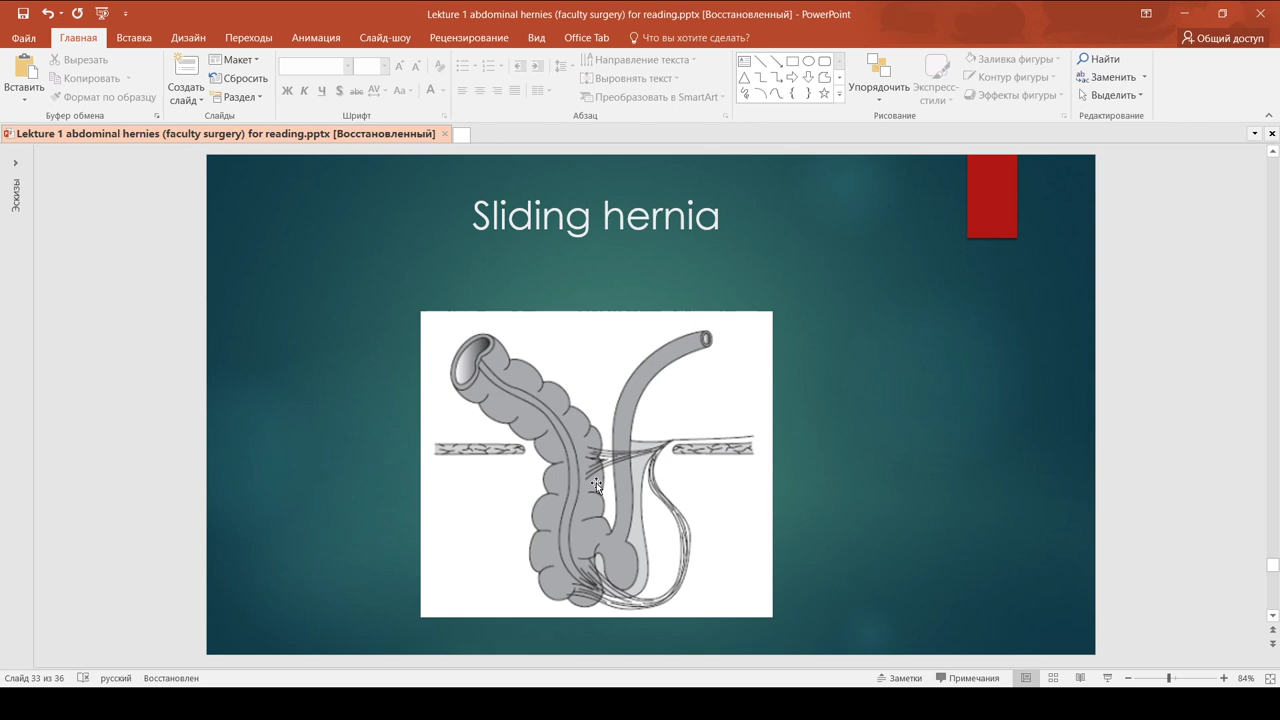 Lekture 1 abdominal hernies (faculty surgery) for reading.pptx [Восстановленный] - PowerPoint
Файл Главная Вставка Дизайн Переходы Анимация Слайд-шоу Рецензирование Вид Office Tab Что вы хотите сделать? Общий доступ
Вставить
Вырезать
Копировать
Формат по образцу
Буфер обмена
Создать слайд
Макет
Сбросить
Раздел
Слайды
Ж К Ч S abc AV Aa A
Шрифт
Направление текста
Выровнять текст
Преобразовать в SmartArt
Абзац
Упорядочить
Экспресс-стили
Заливка фигуры
Контур фигуры
Эффекты фигуры
Рисование
Найти
Заменить
Выделить
Редактирование
Lekture 1 abdominal hernies (faculty surgery) for reading.pptx [Восстановленный]
Эскизы
Sliding hernia
Слайд 33 из 36 русский Восстановлен Заметки Примечания 84%